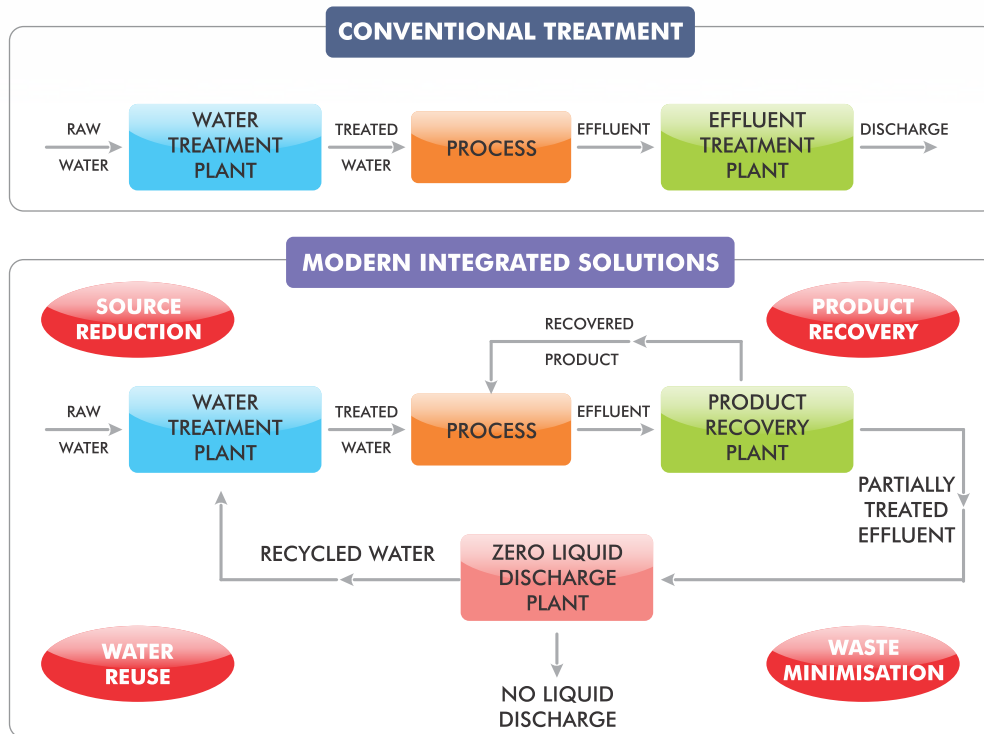 CONVENTIONAL TREATMENT
RAW
WATER
WATER
TREATMENT
PLANT
TREATED
WATER
PROCESS
EFFLUENT
EFFLUENT
TREATMENT
PLANT
DISCHARGE
MODERN INTEGRATED SOLUTIONS
SOURCE
REDUCTION
PRODUCT
RECOVERY
RECOVERED
PRODUCT
RAW
WATER
WATER
TREATMENT
PLANT
TREATED
WATER
PROCESS
EFFLUENT
PRODUCT
RECOVERY
PLANT
PARTIALLY
TREATED
EFFLUENT
ZERO LIQUID
DISCHARGE
PLANT
RECYCLED WATER
WATER
REUSE
NO LIQUID
DISCHARGE
WASTE
MINIMISATION